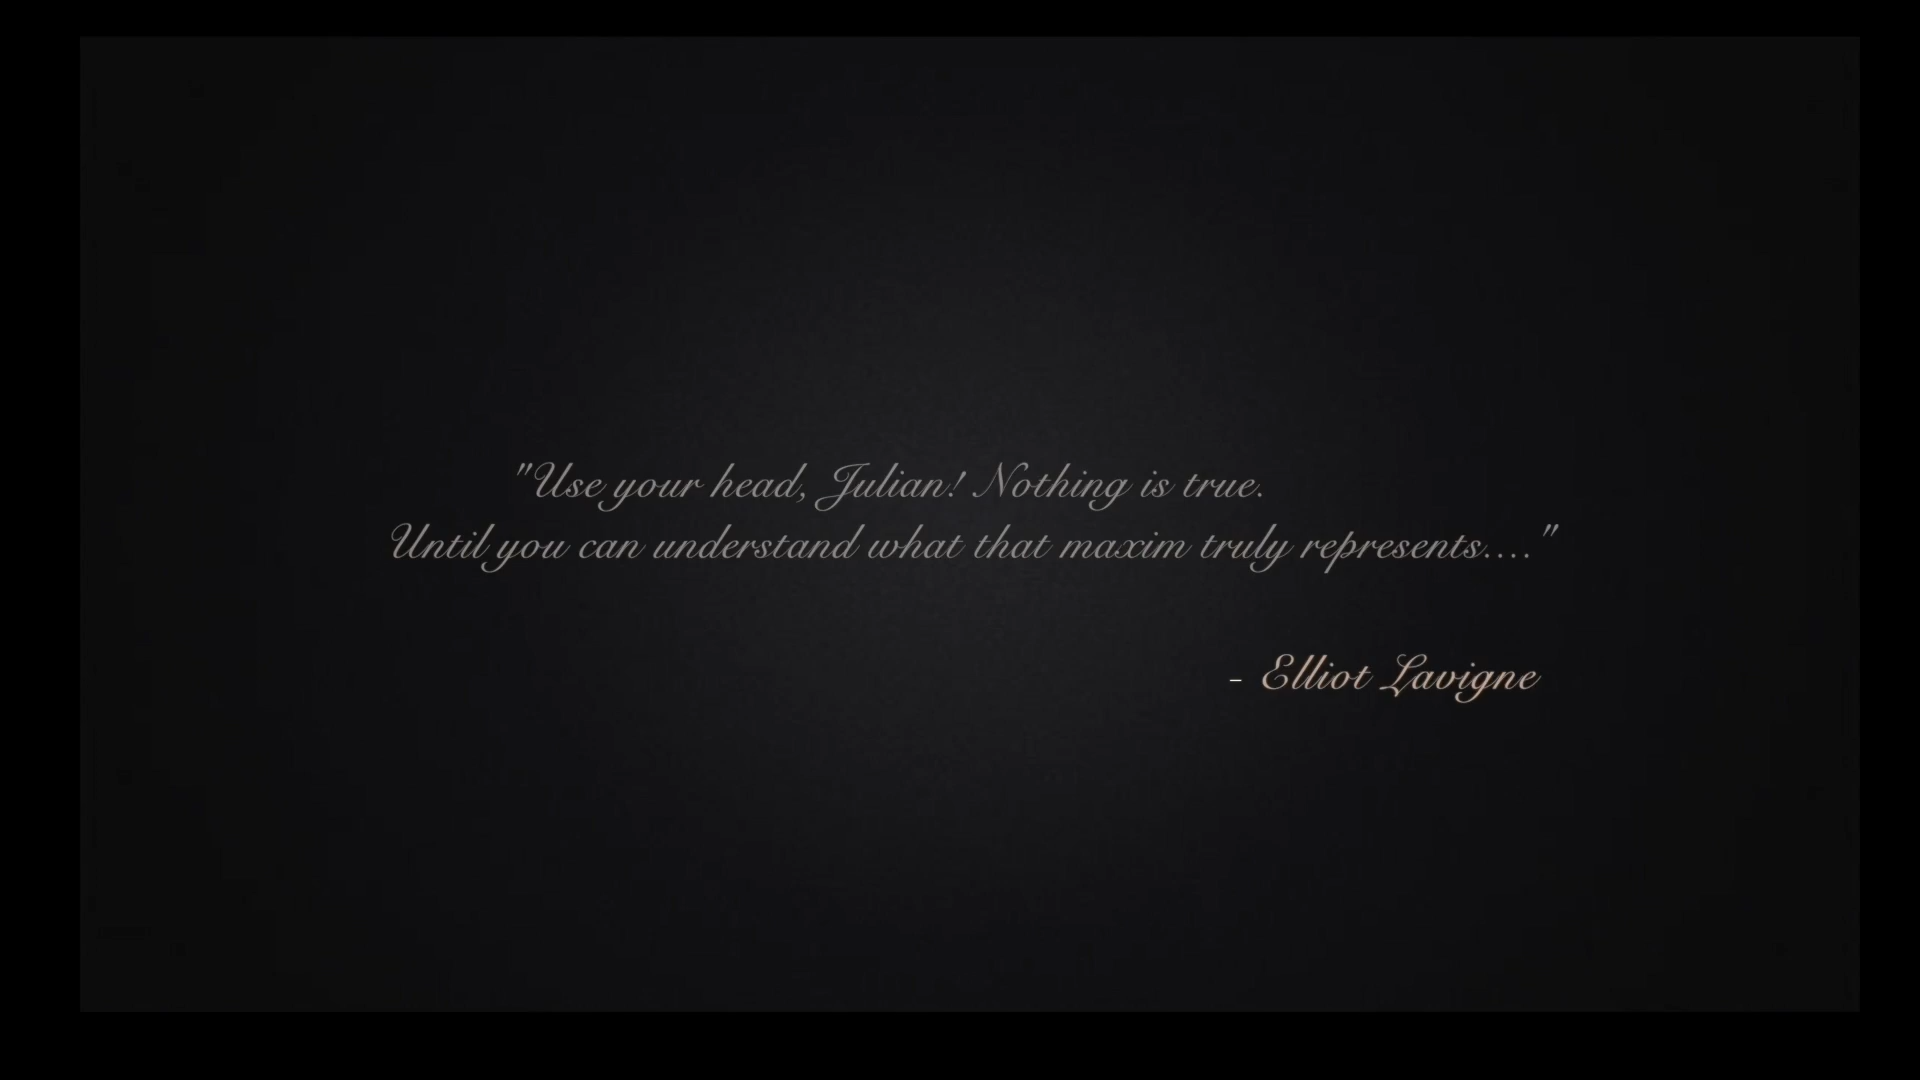 "Use your head, Julian! Nothing is true.
Until you can understand what that maxim truly represents...."
- Elliot Lavigne